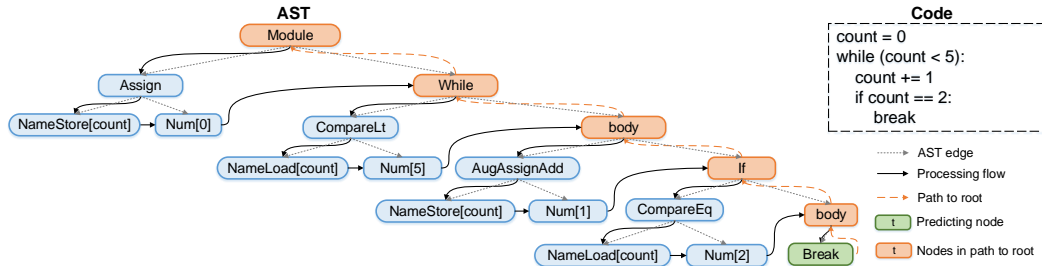 AST
Code
Module
count = 0
while (count < 5):
count += 1
if count == 2:
break
Assign
While
NameStore[count]
Num[0]
CompareLt
body
NameLoad[count]
Num[5]
AugAssignAdd
If
NameStore[count]
Num[1]
CompareEq
body
NameLoad[count]
Num[2]
Break
AST edge
Processing flow
Path to root
t Predicting node
t Nodes in path to root